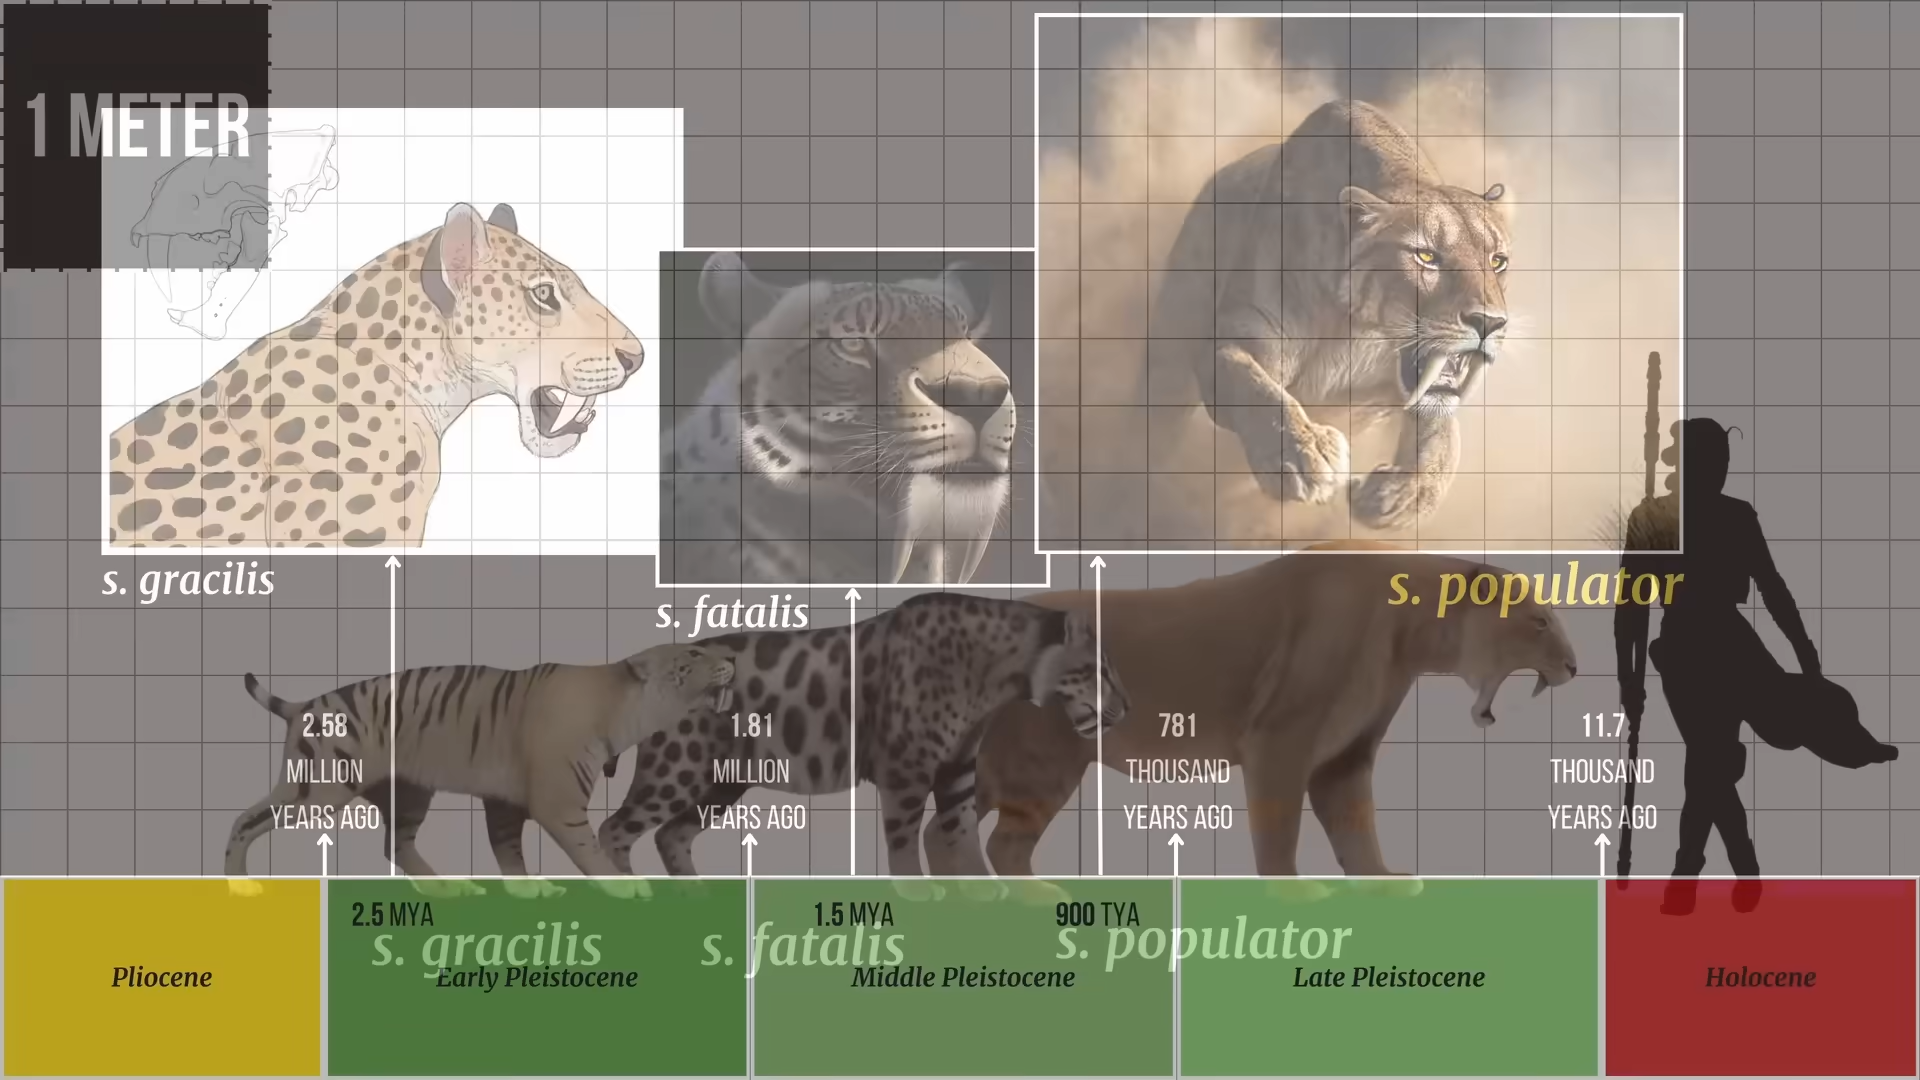 1 METER
s. gracilis
s. fatalis
s. populator
2.58
MILLION
YEARS AGO
1.81
MILLION
YEARS AGO
781
THOUSAND
YEARS AGO
11.7
THOUSAND
YEARS AGO
2.5 MYA
1.5 MYA
900 TYA
s. gracilis
s. fatalis
s. populator
Pliocene
Early Pleistocene
Middle Pleistocene
Late Pleistocene
Holocene